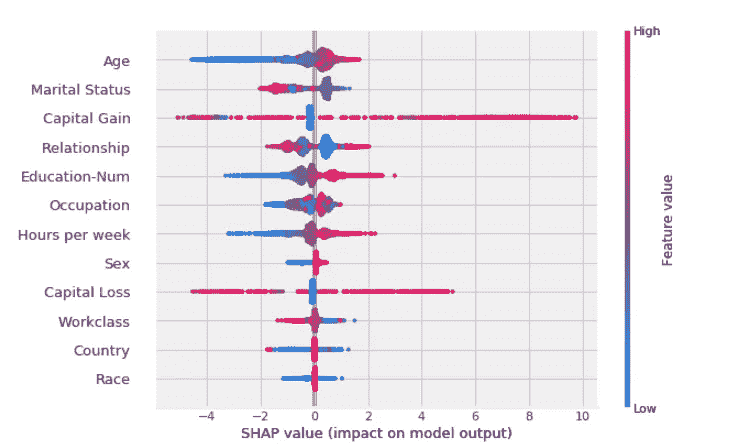 High
Age
Marital Status
Capital Gain
Relationship
Education-Num
Occupation
Hours per week
Sex
Capital Loss
Workclass
Country
Race
Feature value
Low
−4 −2 0 2 4 6 8 10
SHAP value (impact on model output)